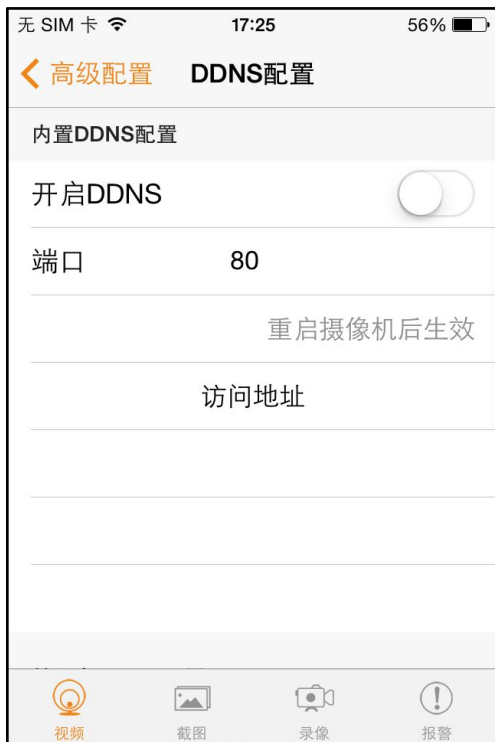 无 SIM 卡 17:25 56%
高级配置 DDNS配置
内置DDNS配置
开启DDNS
端口 80
重启摄像机后生效
访问地址
视频 截图 录像 报警